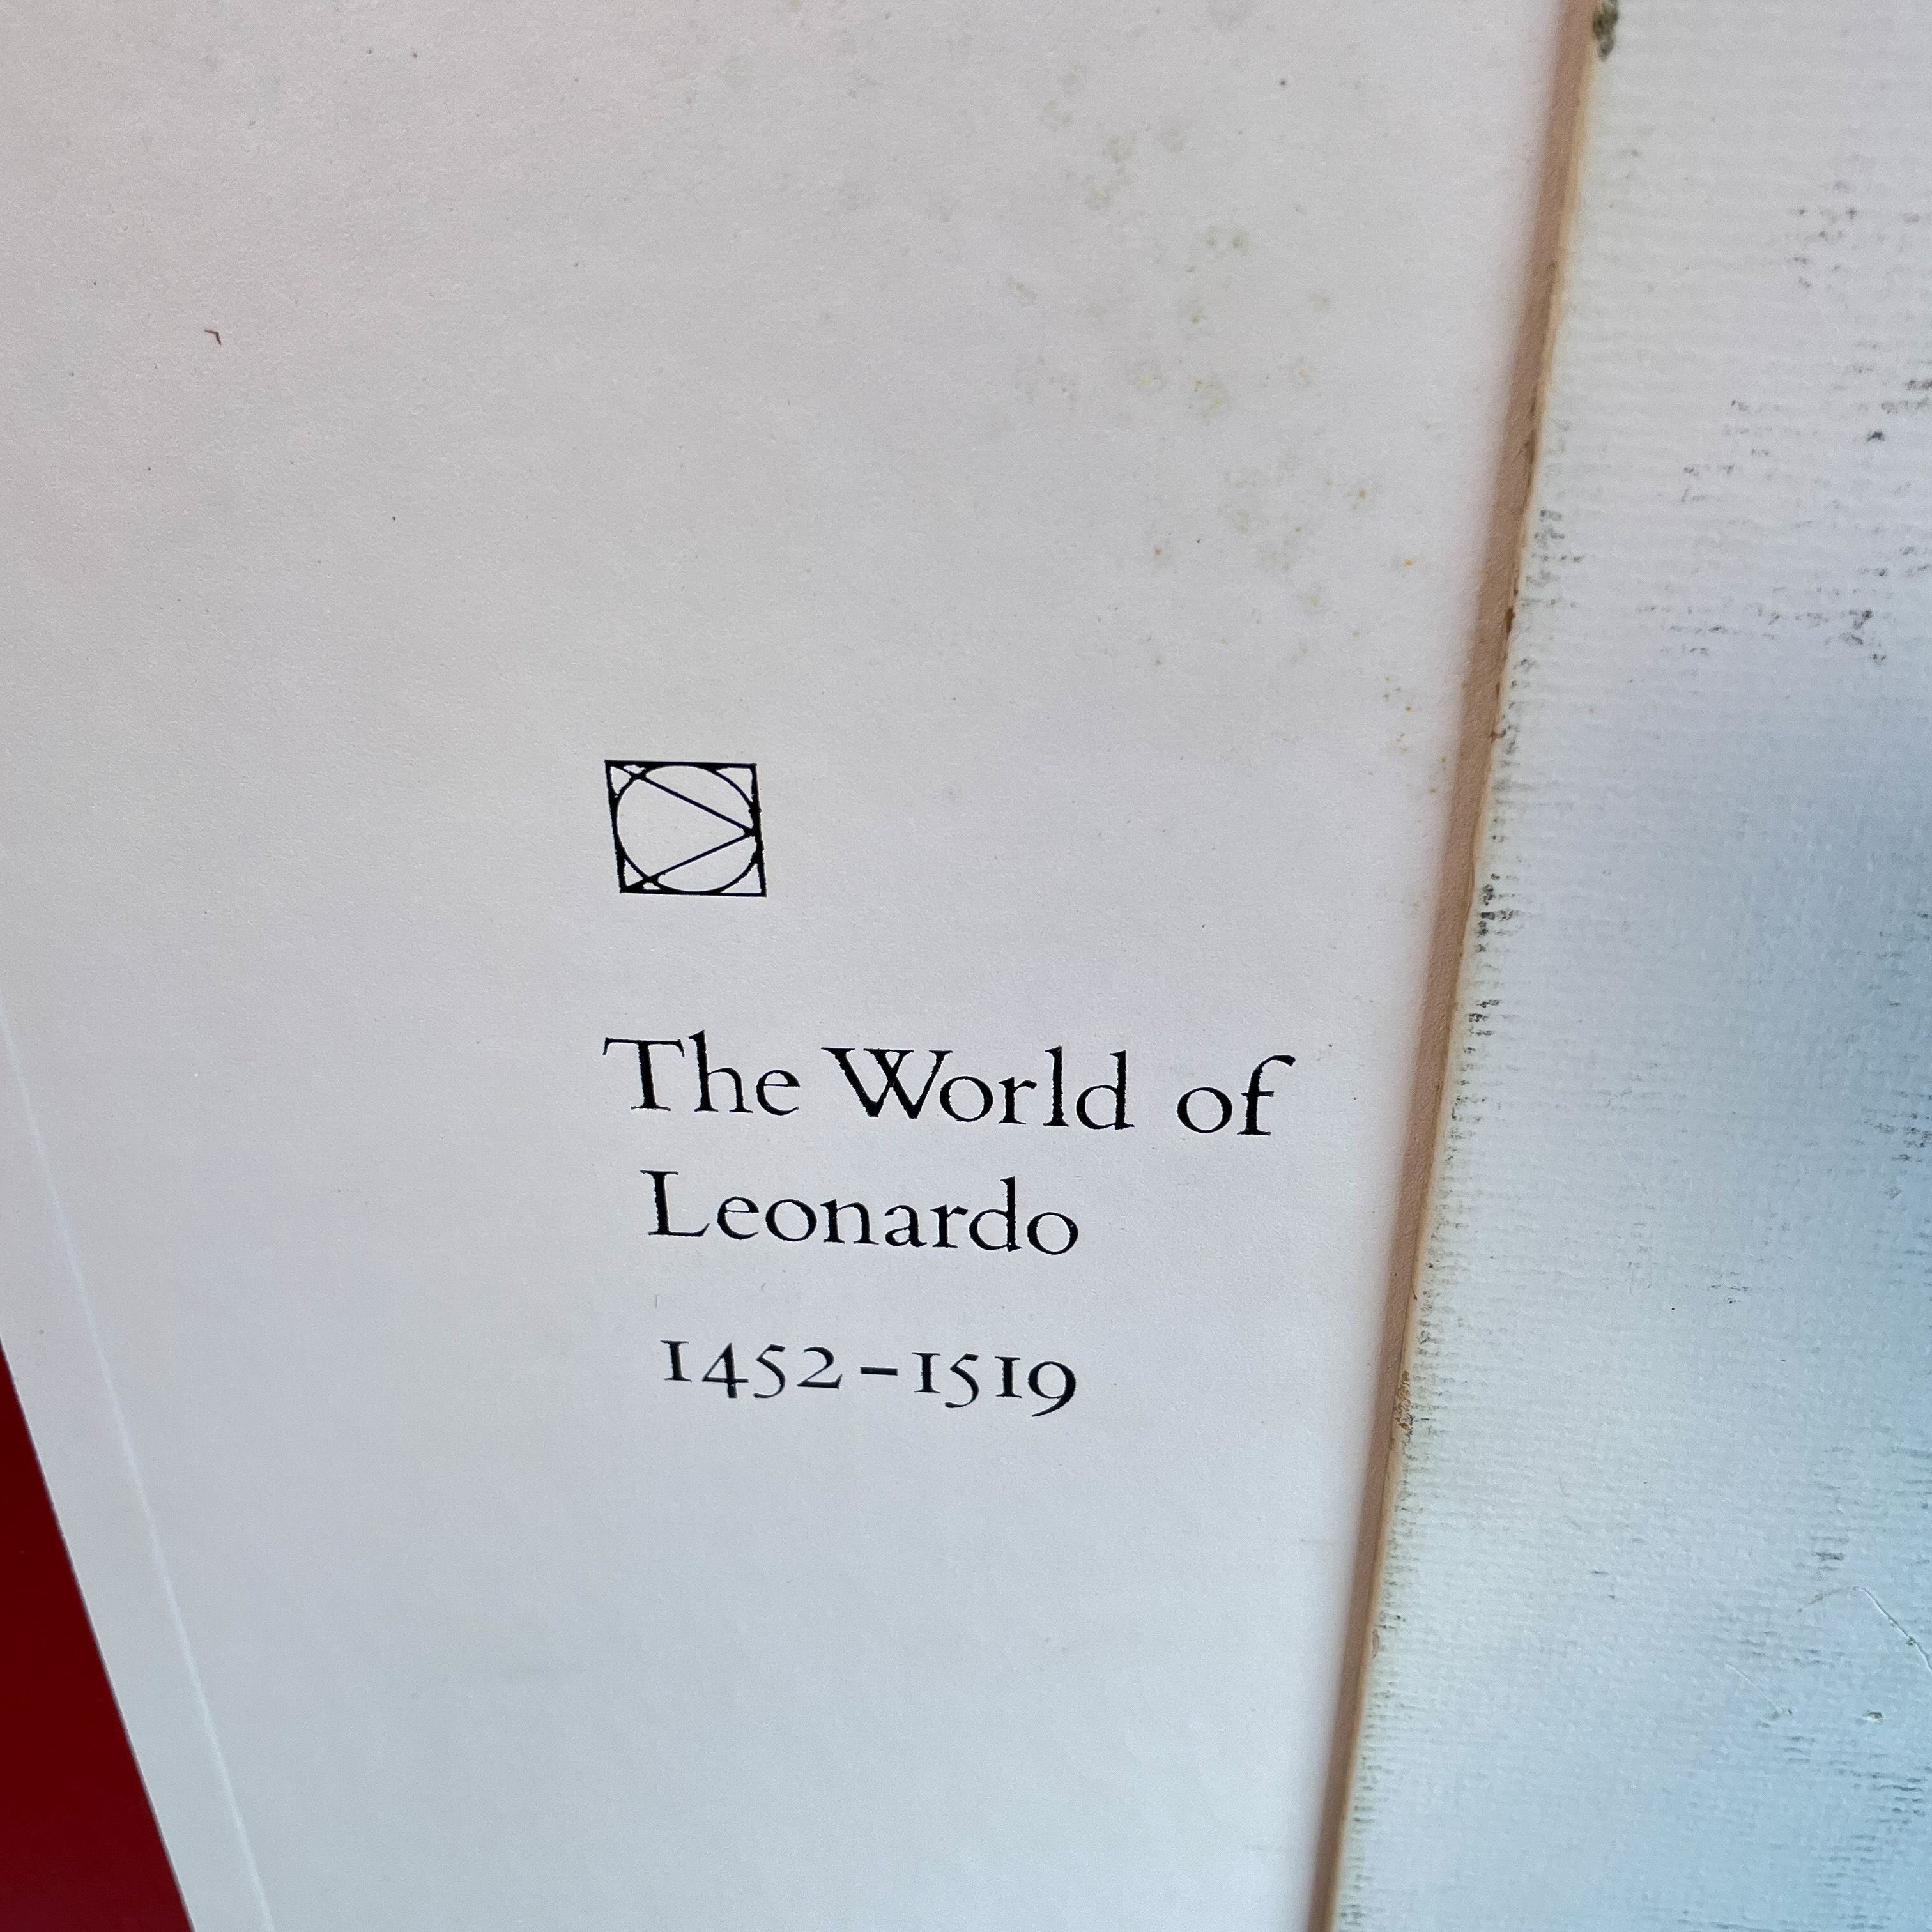 The World of
Leonardo
1452–1519